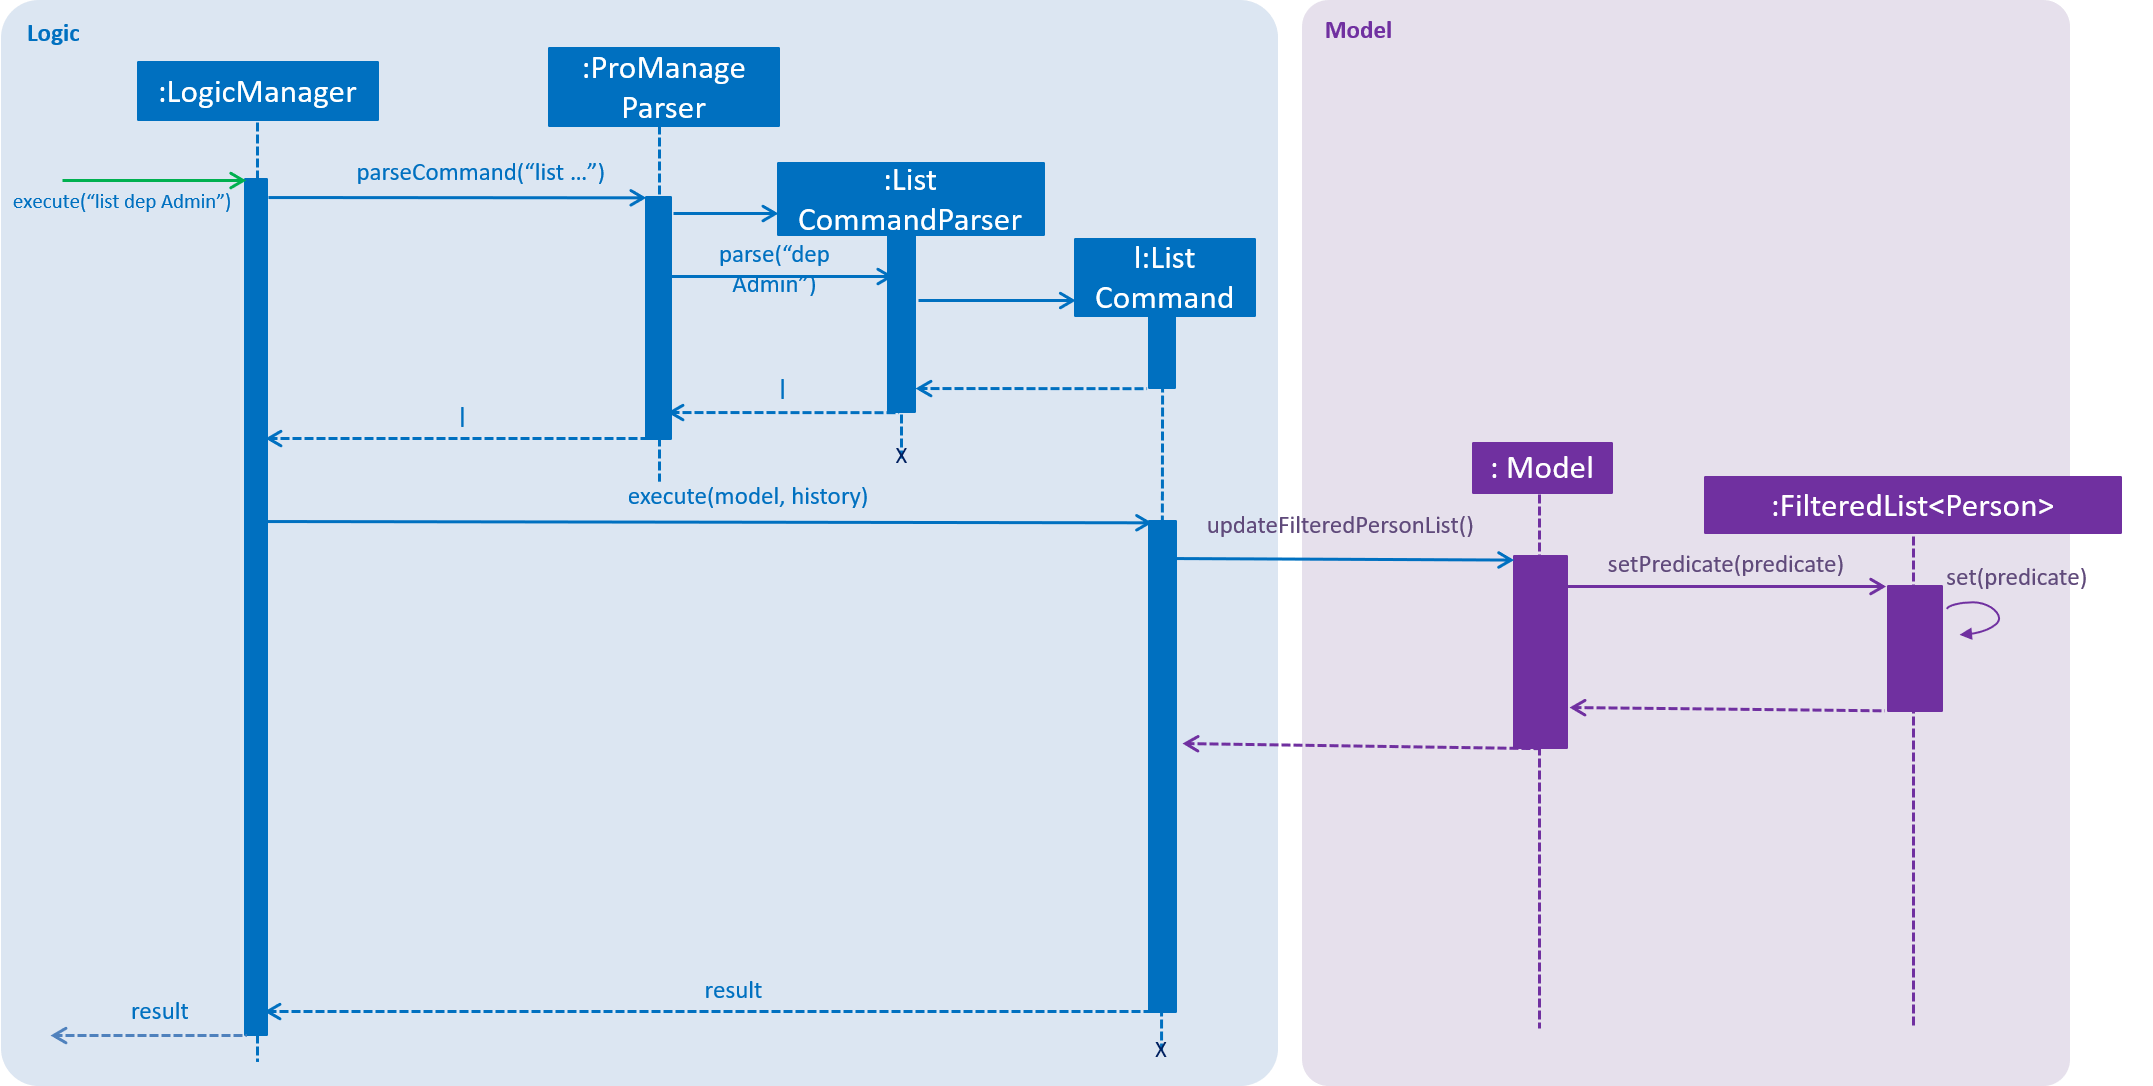 Logic
Model
:ProManage
Parser
:LogicManager
parseCommand(“list …”)
:List
CommandParser
execute(“list dep Admin”)
parse(“dep
Admin”)
l:List
Command
l
l
X
: Model
execute(model, history)
:FilteredList<Person>
updateFilteredPersonList()
setPredicate(predicate)
set(predicate)
result
result
X